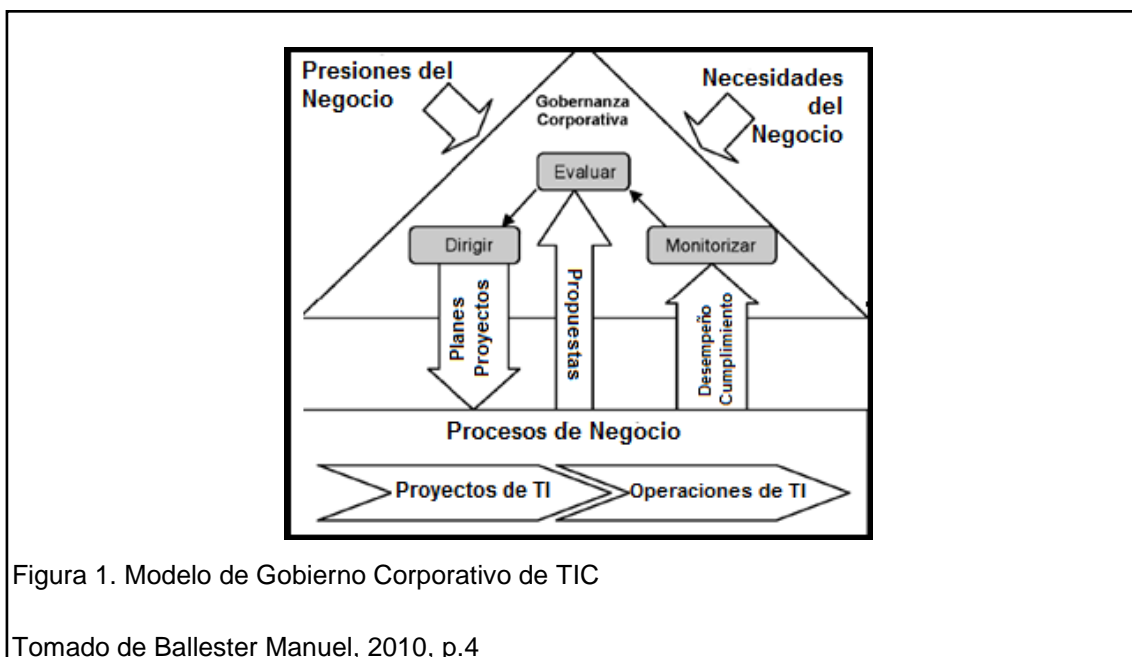 Presiones del
Negocio
Necesidades
del
Negocio
Gobernanza
Corporativa
Evaluar
Dirigir
Monitorizar
Planes
Proyectos
Propuestas
Desempeño
Cumplimiento
Procesos de Negocio
Proyectos de TI
Operaciones de TI
Figura 1. Modelo de Gobierno Corporativo de TIC
Tomado de Ballester Manuel, 2010, p.4